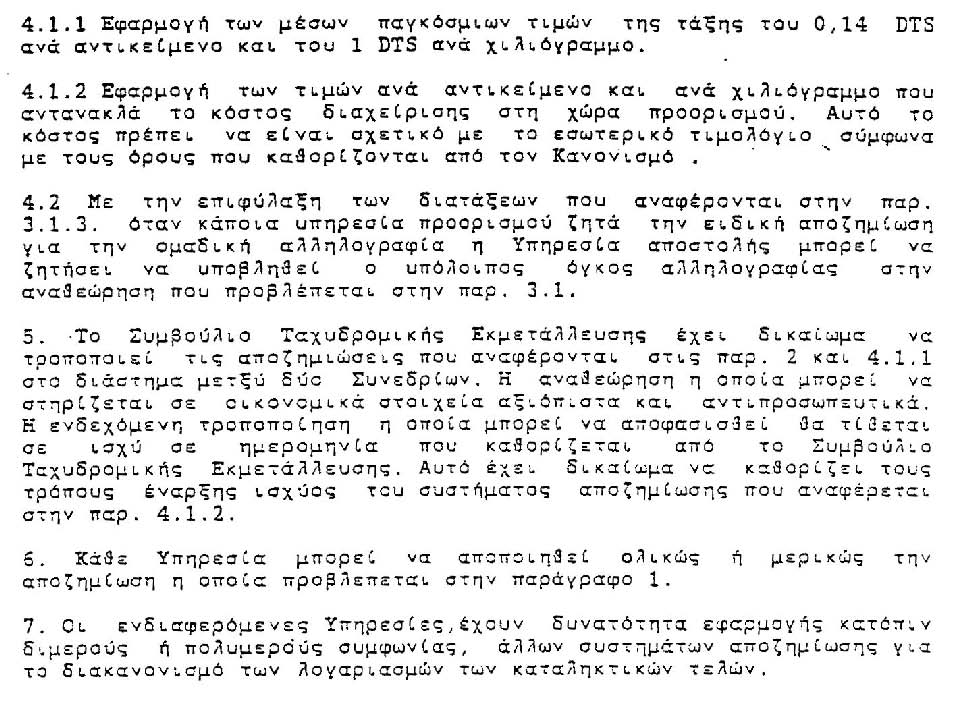 4.1.1 Εφαρμογή των μέσων παγκόσμιων τιμών της τάξης του 0,14 DTS
ανά αντικείμενο και του 1 DTS ανά χιλιόγραμμο.
4.1.2 Εφαρμογή των τιμών ανά αντικείμενο και ανά χιλιόγραμμο που
αντανακλά το κόστος διαχείρισης στη χώρα προορισμού. Αυτό το
κόστος πρέπει να είναι σχετικό με το εσωτερικό τιμολόγιο σύμφωνα
με τους όρους που καθορίζονται από τον Κανονισμό .
4.2 Με την επιφύλαξη των διατάξεων που αναφέρονται στην παρ.
3.1.3. όταν κάποια υπηρεσία προορισμού ζητά την ειδική αποζημίωση
για την ομαδική αλληλογραφία η Υπηρεσία αποστολής μπορεί να
ζητήσει να υποβληθεί ο υπόλοιπος όγκος αλληλογραφίας στην
αναθεώρηση που προβλέπεται στην παρ. 3.1.
5. Το Συμβούλιο Ταχυδρομικής Εκμετάλλευσης έχει δικαίωμα να
τροποποιεί τις αποζημιώσεις που αναφέρονται στις παρ. 2 και 4.1.1
στο διάστημα μετξύ δύο Συνεδρίων. Η αναθεώρηση η οποία μπορεί να
στηρίζεται σε οικονομικά στοιχεία αξιόπιστα και αντιπροσωπευτικά.
Η ενδεχόμενη τροποποίηση η οποία μπορεί να αποφασισθεί θα τίθεται
σε ισχύ σε ημερομηνία που καθορίζεται από το Συμβούλιο
Ταχυδρομικής Εκμετάλλευσης. Αυτό έχει δικαίωμα να καθορίζει τους
τρόπους έναρξης ισχύος του συστήματος αποζημίωσης που αναφέρεται
στην παρ. 4.1.2.
6. Κάθε Υπηρεσία μπορεί να αποποιηθεί ολικώς ή μερικώς την
αποζημίωση η οποία προβλεπεται στην παράγραφο 1.
7. Οι ενδιαφερόμενες Υπηρεσίες,έχουν δυνατότητα εφαρμογής κατόπιν
διμερούς ή πολυμερούς συμφωνίας, άλλων συστημάτων αποζημίωσης για
το διακανονισμό των λογαριασμών των καταληκτικών τελών.